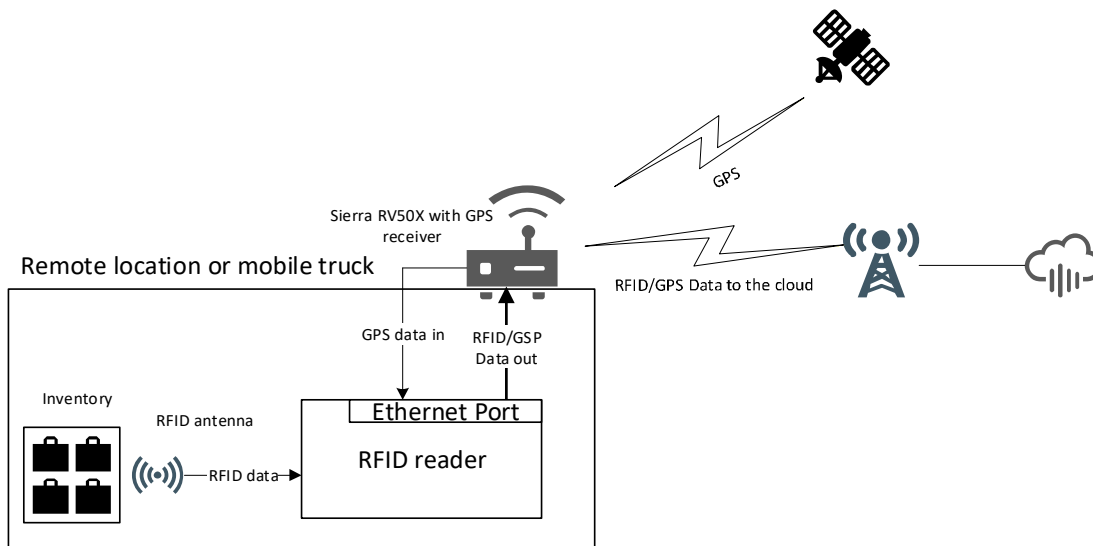 GPS
Sierra RV50X with GPS
receiver
Remote location or mobile truck
RFID/GPS Data to the cloud
GPS data in
RFID/GSP
Data out
Inventory
RFID antenna
Ethernet Port
RFID reader
RFID data